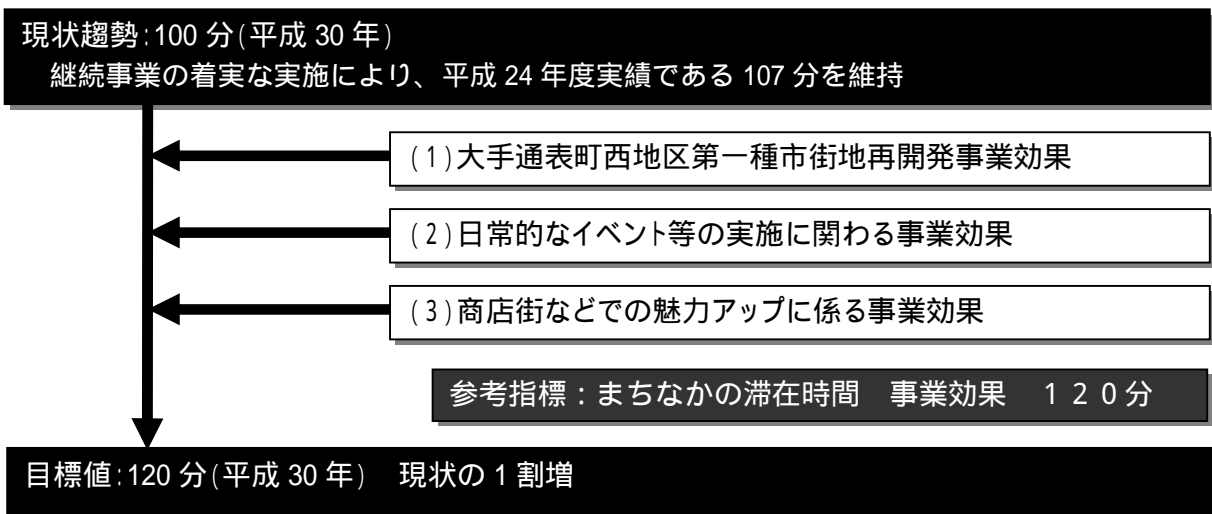 現状趨勢:100 分(平成 30 年)
継続事業の着実な実施により、平成 24 年度実績である 107 分を維持
(1)大手通表町西地区第一種市街地再開発事業効果
(2)日常的なイベント等の実施に関わる事業効果
(3)商店街などでの魅力アップに係る事業効果
参考指標：まちなかの滞在時間　事業効果　１２０分
目標値:120 分(平成 30 年)　現状の 1 割増